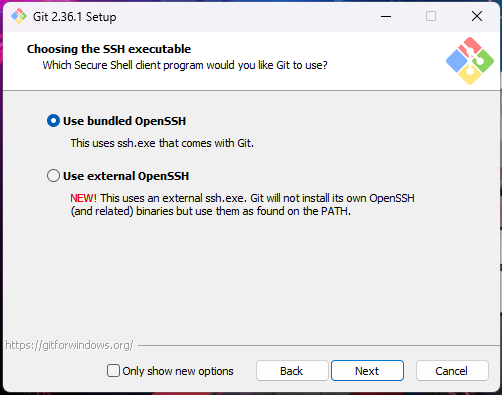 Git 2.36.1 Setup
Choosing the SSH executable
Which Secure Shell client program would you like Git to use?
Use bundled OpenSSH
This uses ssh.exe that comes with Git.
Use external OpenSSH
NEW! This uses an external ssh.exe. Git will not install its own OpenSSH
(and related) binaries but use them as found on the PATH.
https://gitforwindows.org/
Only show new options
Back
Next
Cancel